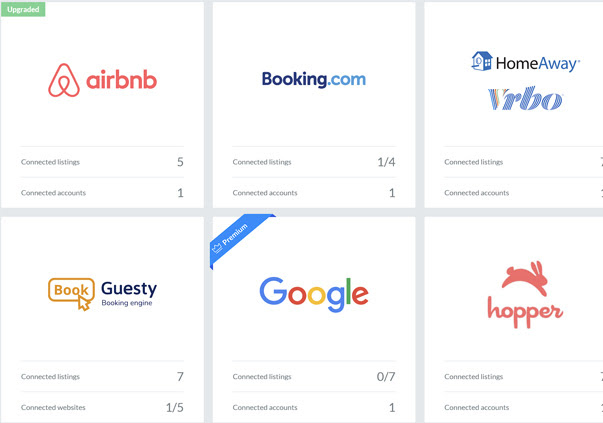 Upgraded
airbnb
Connected listings 5
Connected accounts 1
Booking.com
Connected listings 1/4
Connected accounts 1
HomeAway
Vrbo
Connected listings
Connected accounts
Book Guesty
Booking engine
Connected listings 7
Connected websites 1/5
Premium
Google
Connected listings 0/7
Connected accounts 1
hopper
Connected listings
Connected accounts